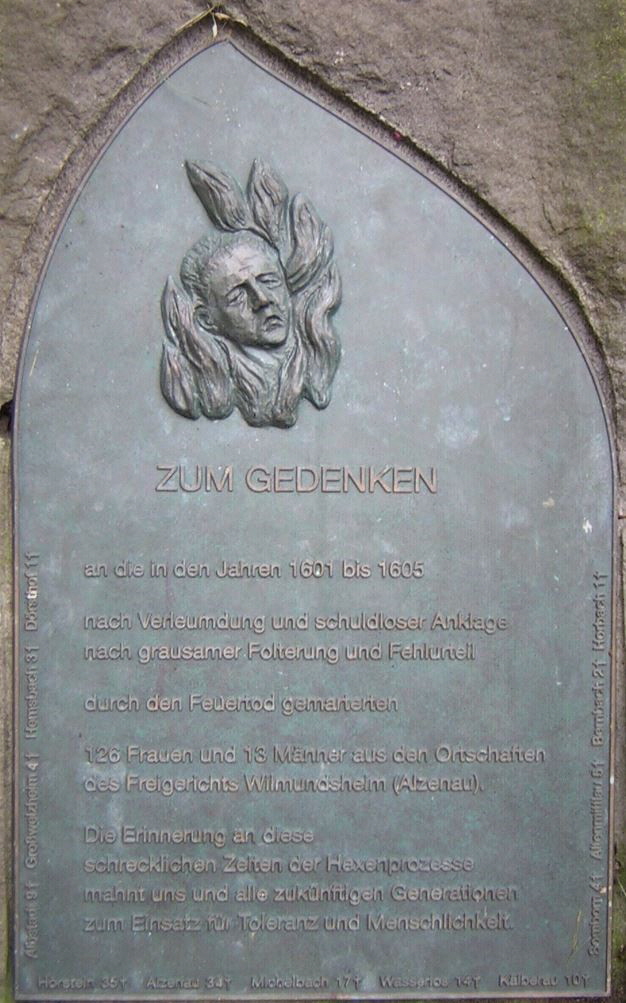 ZUM GEDENKEN
an die in den Jahren 1601 bis 1605
nach Verleumdung und schuldloser Anklage
nach grausamer Folterung und Fehlurteil
durch den Feuertod gemarterten
126 Frauen und 13 Männer aus den Ortschaften
des Freigerichts Wilmundsheim (Alzenau).
Die Erinnerung an diese
schrecklichen Zeiten der Hexenprozesse
mahnt uns und alle zukünftigen Generationen
zum Einsatz für Toleranz und Menschlichkeit.
Albstadt 9† Großwelzheim 4† Hemsbach 3† Dörsthof 1†
Hörstein 35† Alzenau 34† Michelbach 17† Wasserlos 14† Kälberau 10†
Somborn 4† Altenmittlau 6† Bernbach 2† Horbach 1†